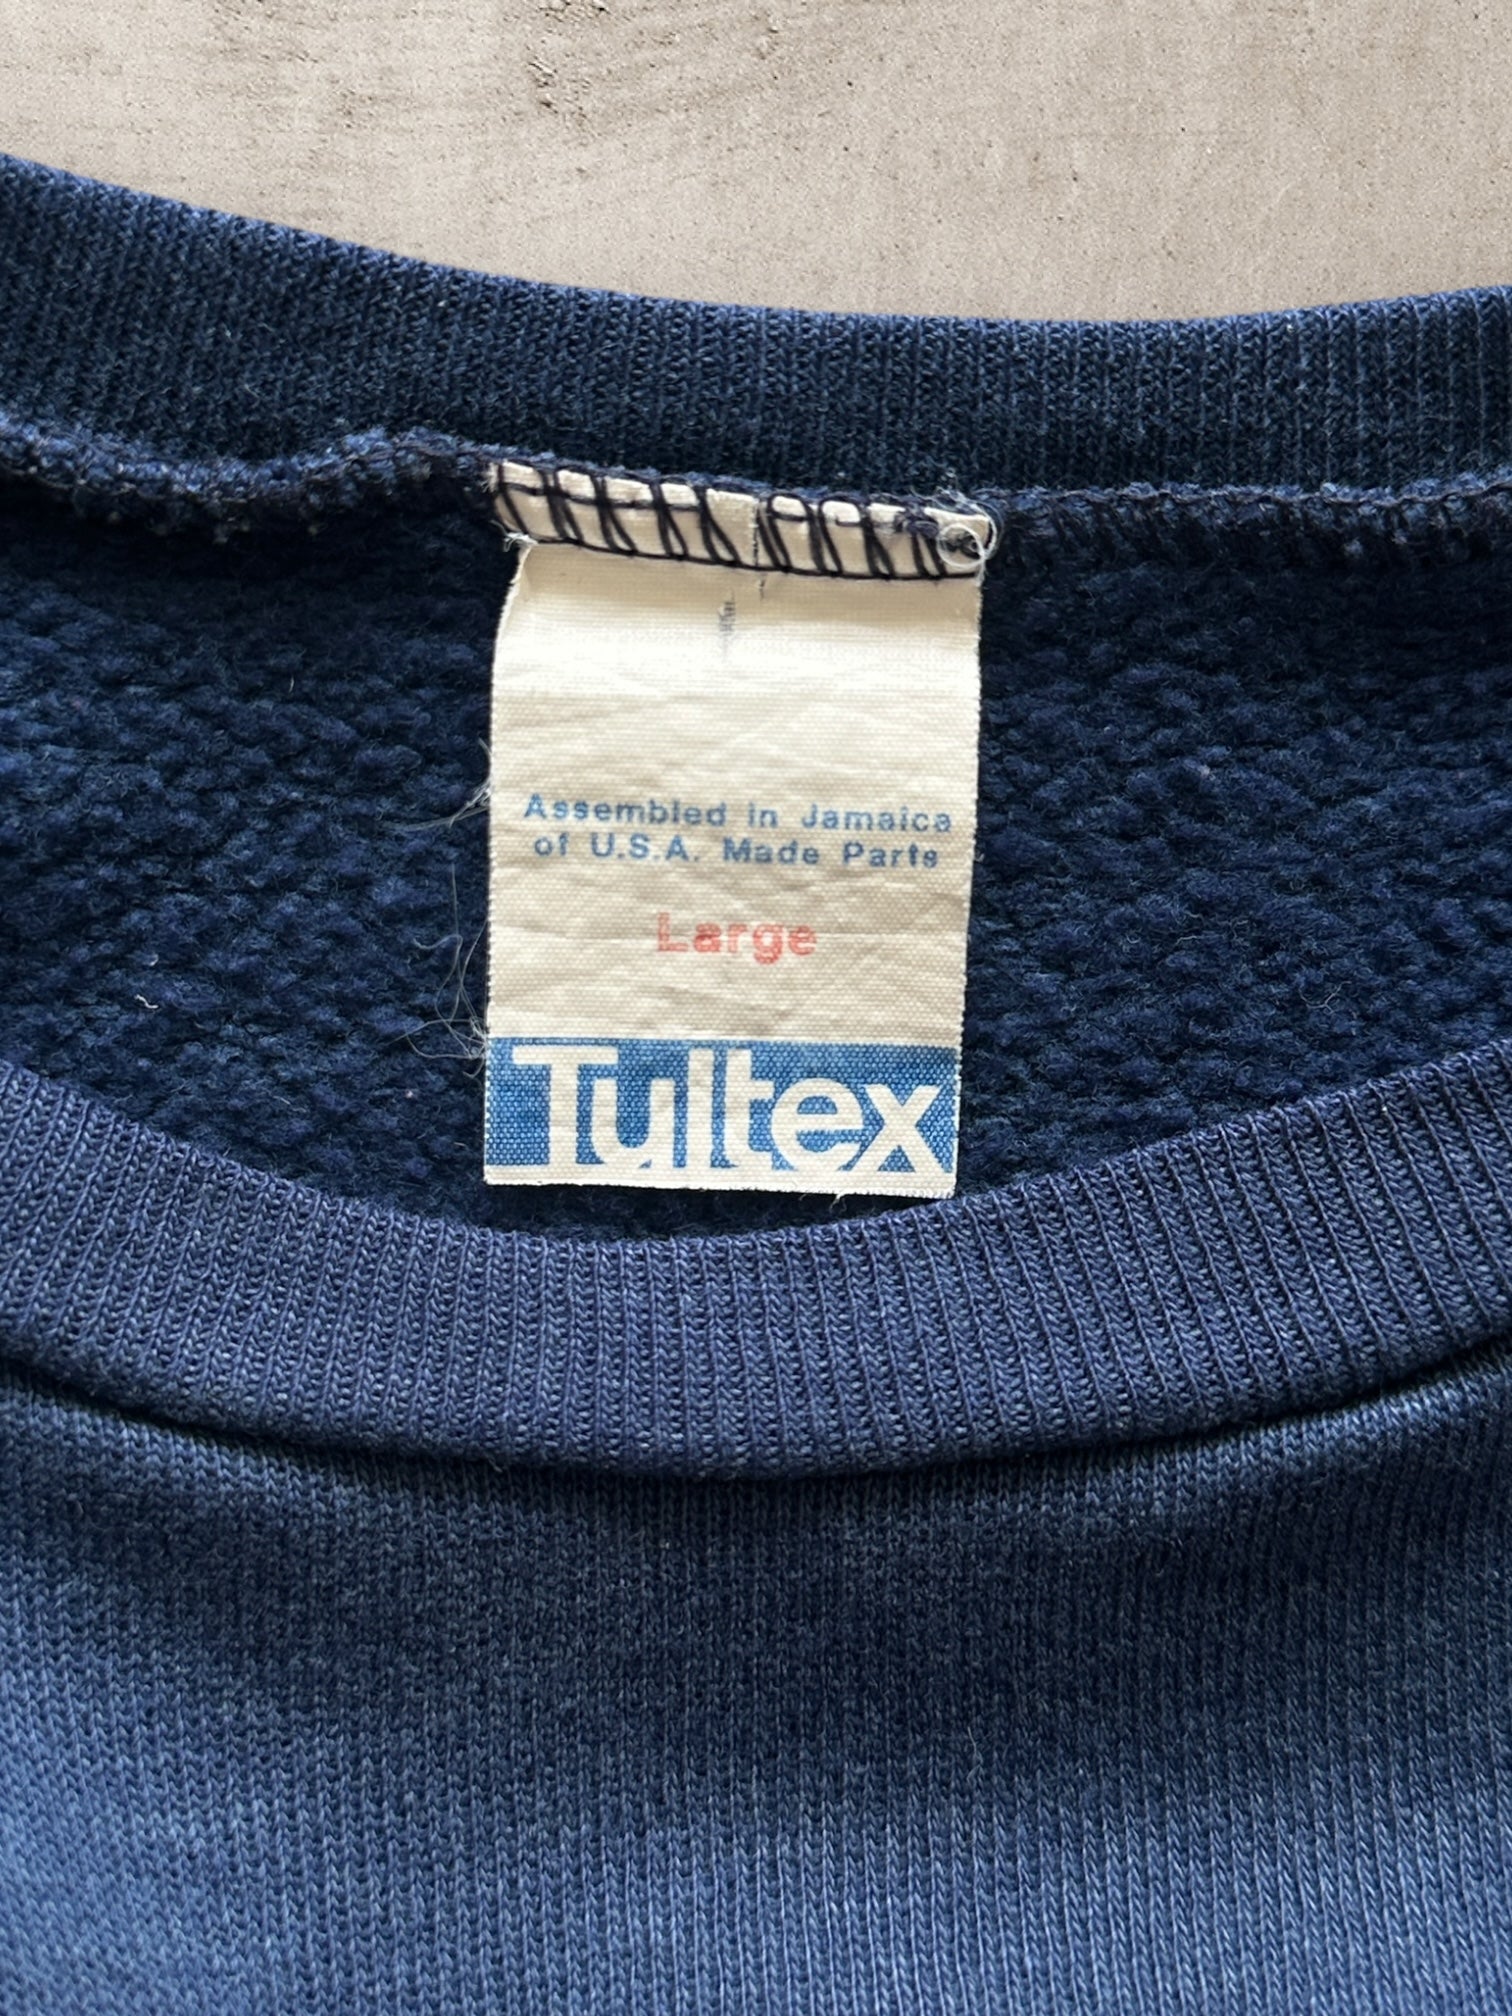 Assembled in Jamaica
of U.S.A. Made Parts
Large
Tultex